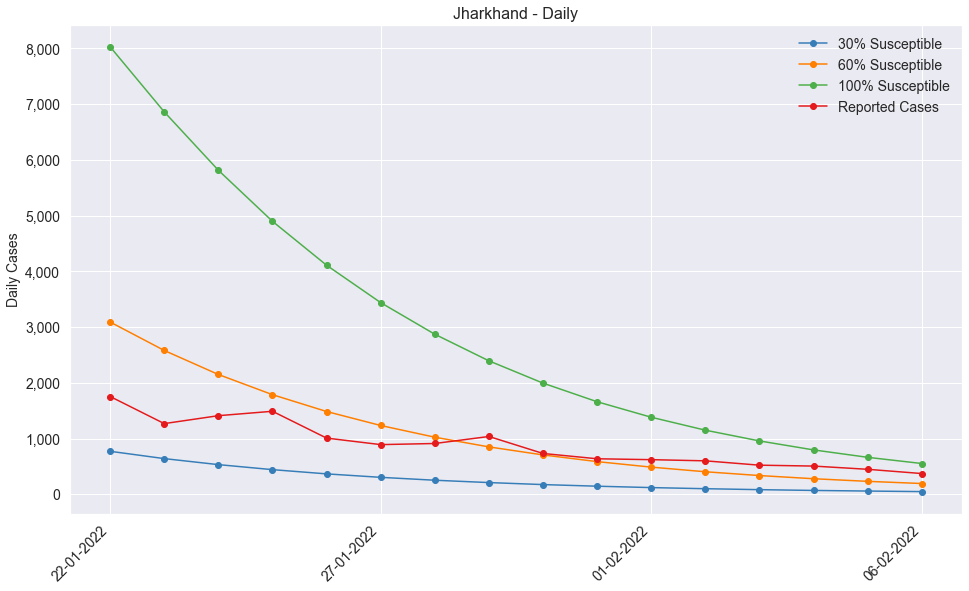 Jharkhand - Daily
30% Susceptible
60% Susceptible
100% Susceptible
Reported Cases
Daily Cases
8,000
7,000
6,000
5,000
4,000
3,000
2,000
1,000
0
22-01-2022
27-01-2022
01-02-2022
06-02-2022